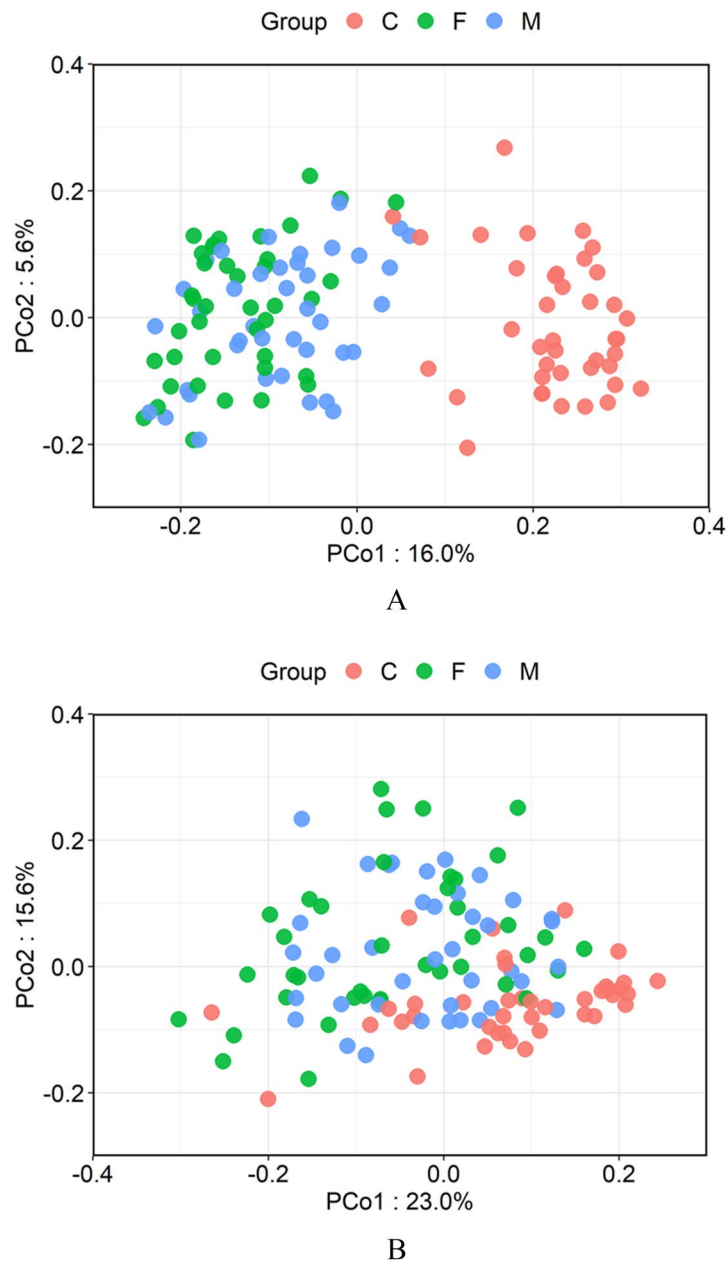 Group C F M
0.4
0.2
0.0
-0.2
PCo2 : 5.6%
-0.2 0.0 0.2 0.4
PCo1 : 16.0%
A
Group C F M
0.4
0.2
0.0
-0.2
PCo2 : 15.6%
-0.4 -0.2 0.0 0.2
PCo1 : 23.0%
B